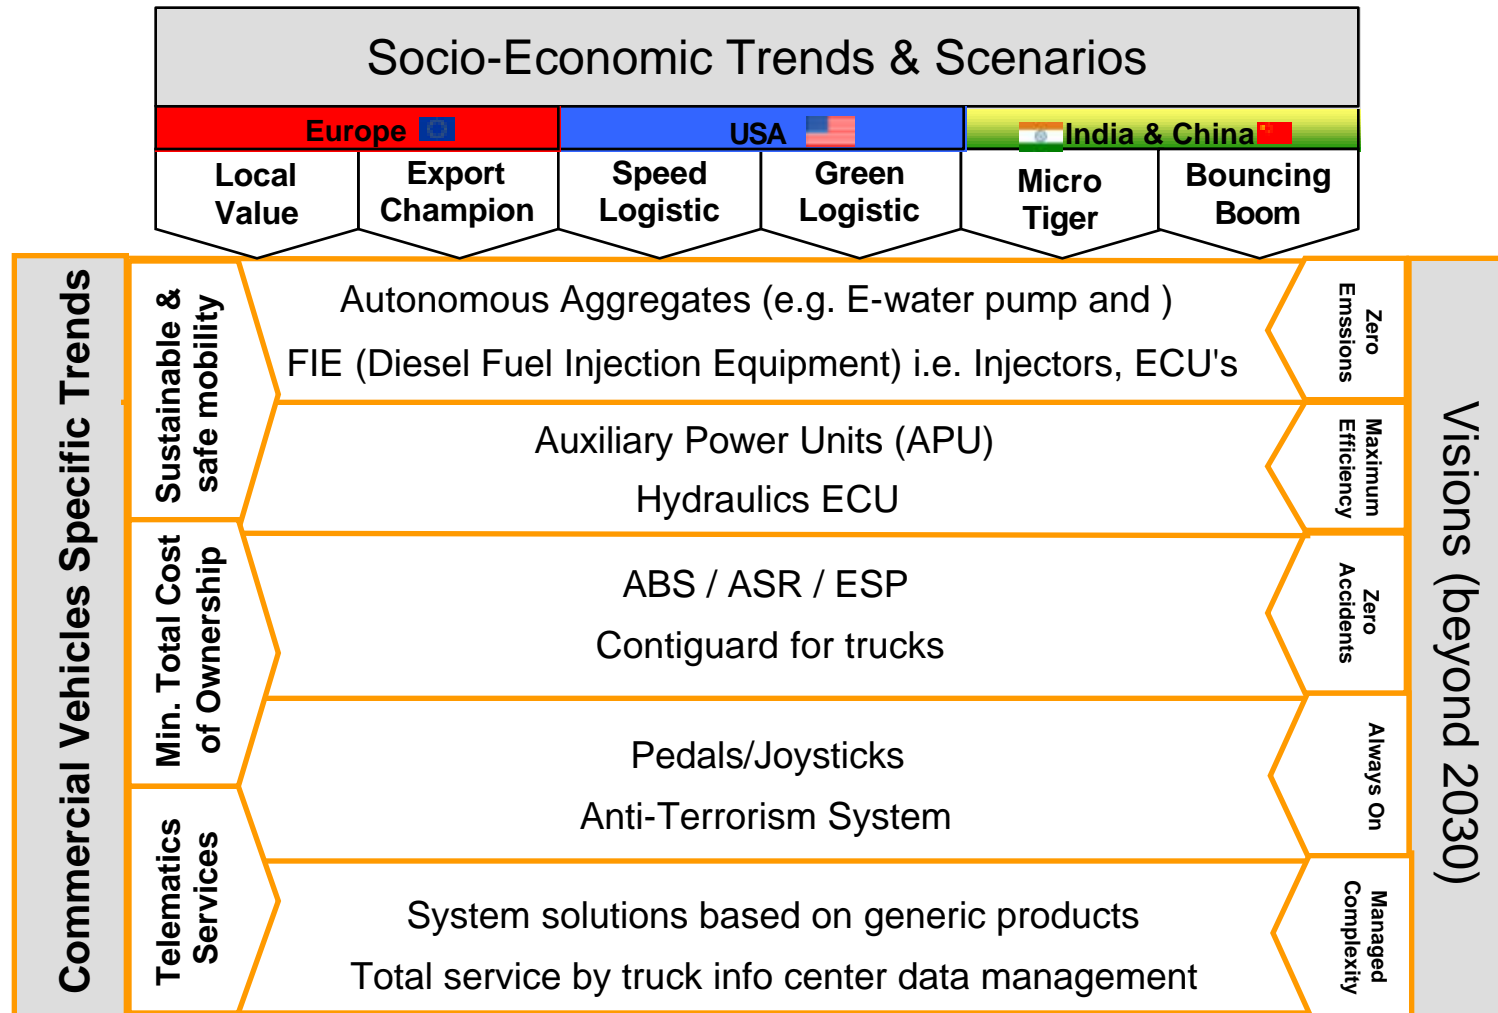 Socio-Economic Trends & Scenarios
Europe
USA
India & China
Local
Value
Export
Champion
Speed
Logistic
Green
Logistic
Micro
Tiger
Bouncing
Boom
Commercial Vehicles Specific Trends
Sustainable &
safe mobility
Min. Total Cost
of Ownership
Telematics
Services
Autonomous Aggregates (e.g. E-water pump and )
FIE (Diesel Fuel Injection Equipment) i.e. Injectors, ECU's
Auxiliary Power Units (APU)
Hydraulics ECU
ABS / ASR / ESP
Contiguard for trucks
Pedals/Joysticks
Anti-Terrorism System
System solutions based on generic products
Total service by truck info center data management
Zero
Emssions
Maximum
Efficiency
Zero
Accidents
Always On
Managed
Complexity
Visions (beyond 2030)